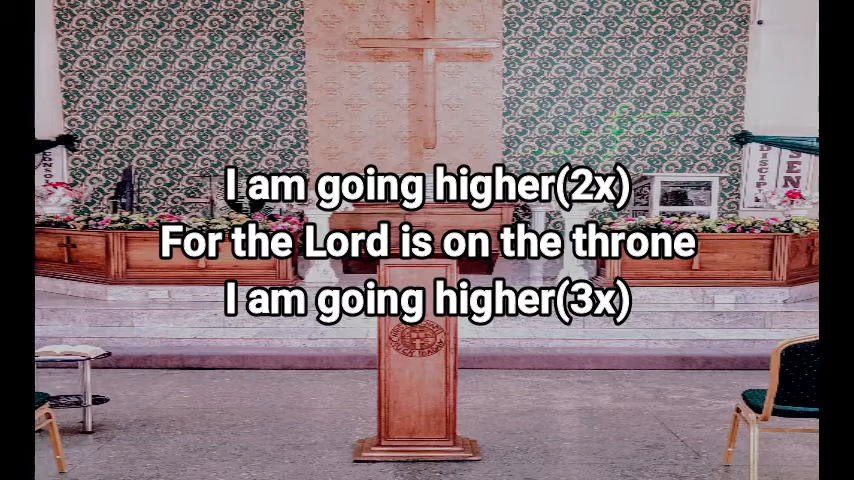 I am going higher(2x)
For the Lord is on the throne
I am going higher(3x)